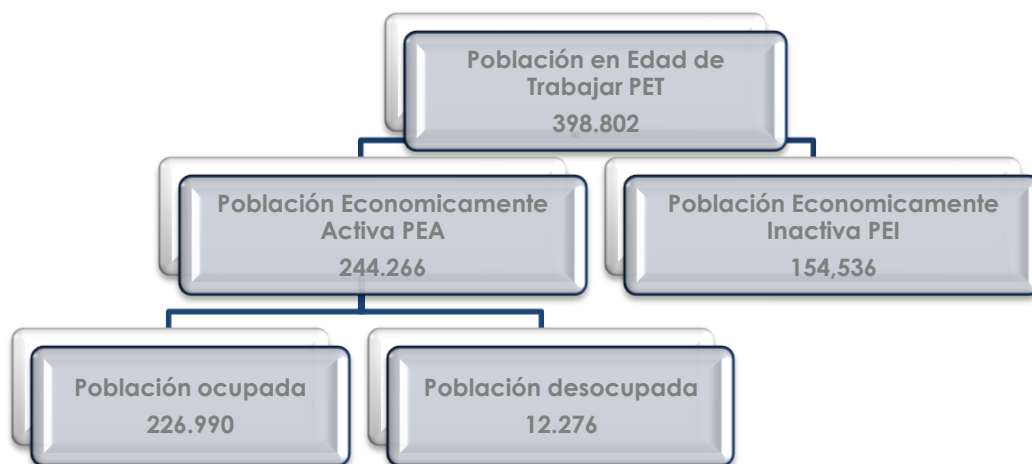 Población en Edad de
Trabajar PET
398.802
Población Economicamente
Activa PEA
244.266
Población Economicamente
Inactiva PEI
154,536
Población ocupada
226.990
Población desocupada
12.276